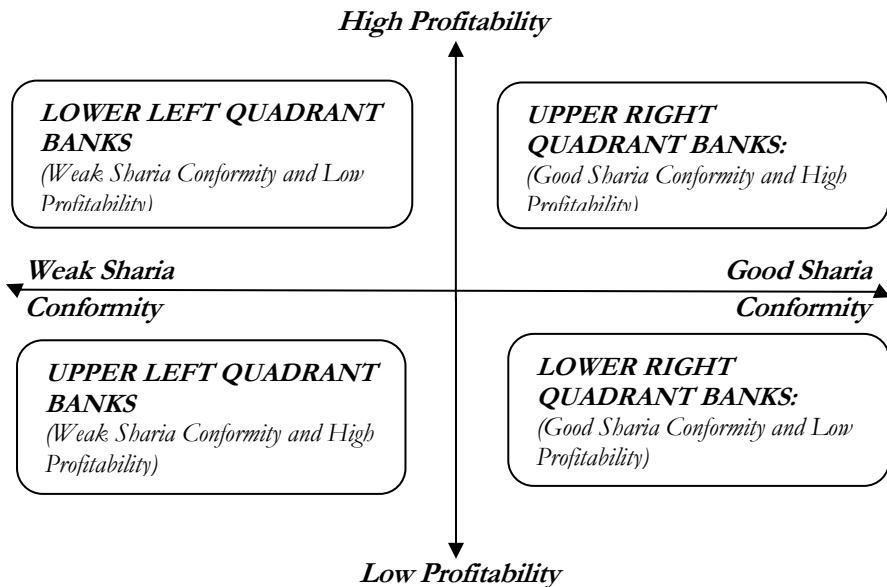 High Profitability
LOWER LEFT QUADRANT
BANKS
(Weak Sharia Conformity and Low
Profitability)
UPPER RIGHT
QUADRANT BANKS:
(Good Sharia Conformity and High
Profitability)
Weak Sharia
Conformity
Good Sharia
Conformity
UPPER LEFT QUADRANT
BANKS
(Weak Sharia Conformity and High
Profitability)
LOWER RIGHT
QUADRANT BANKS:
(Good Sharia Conformity and Low
Profitability)
Low Profitability